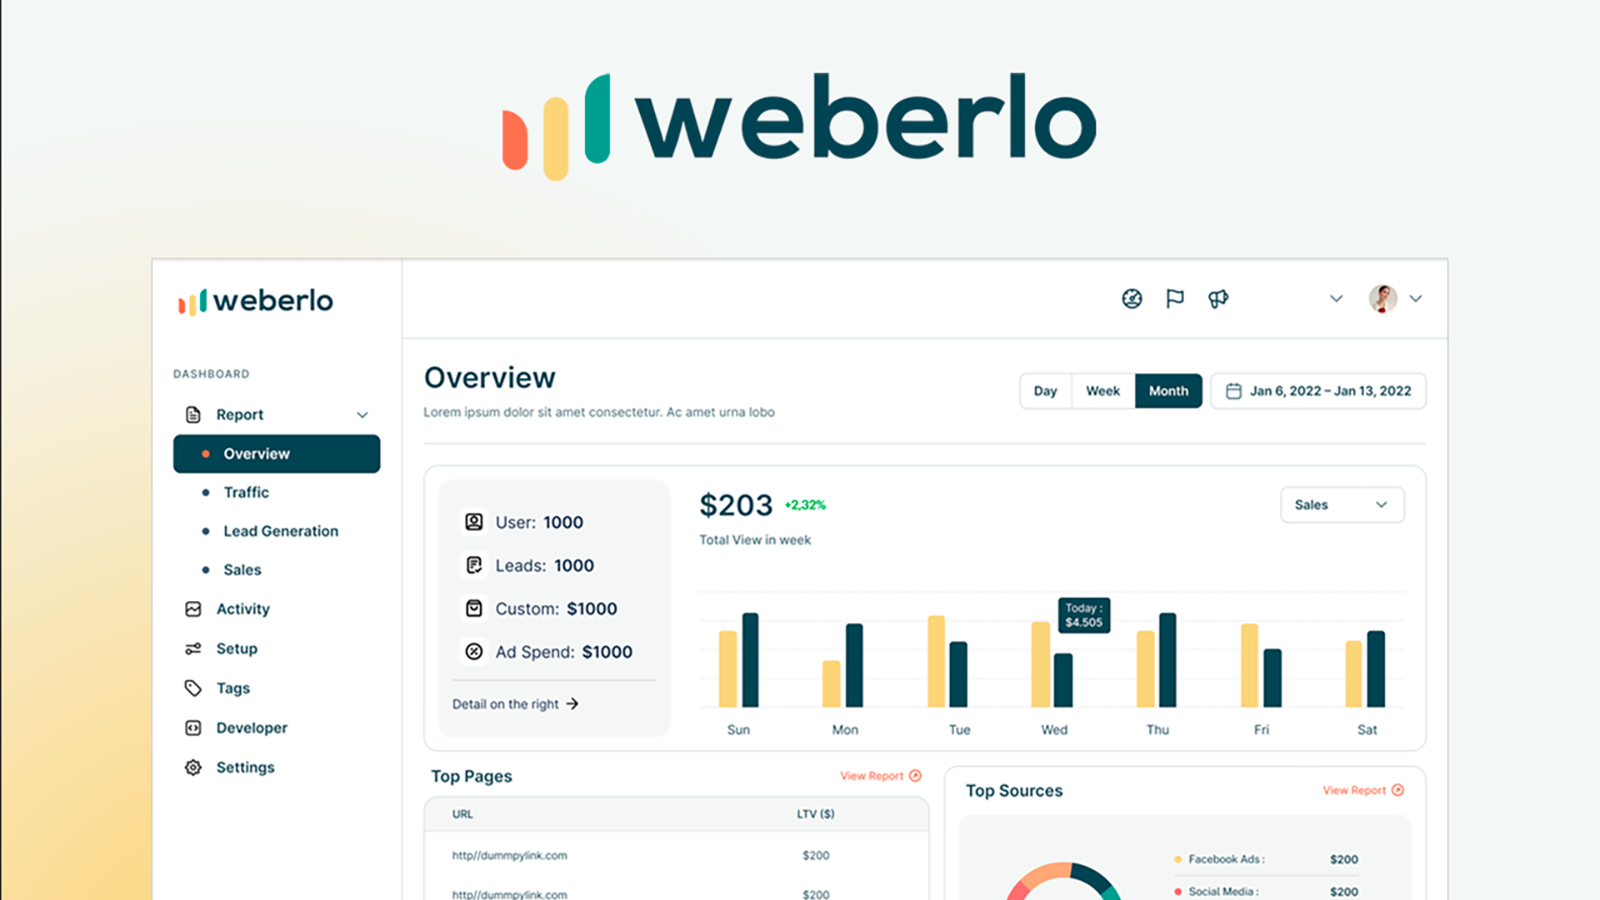 weberlo
weberlo
DASHBOARD
Report
Overview
Traffic
Lead Generation
Sales
Activity
Setup
Tags
Developer
Settings
Overview
Lorem ipsum dolor sit amet consectetur. Ac amet urna lobo
Day Week Month Jan 6, 2022 – Jan 13, 2022
User: 1000
Leads: 1000
Custom: $1000
Ad Spend: $1000
Detail on the right →
$203 +2,32%
Total View in week
Sales
Today :
$4.505
Sun Mon Tue Wed Thu Fri Sat
Top Pages View Report
URL LTV ($)
http//dummpylink.com $200
http//dummpylink.com $200
Top Sources View Report
Facebook Ads : $200
Social Media : $200